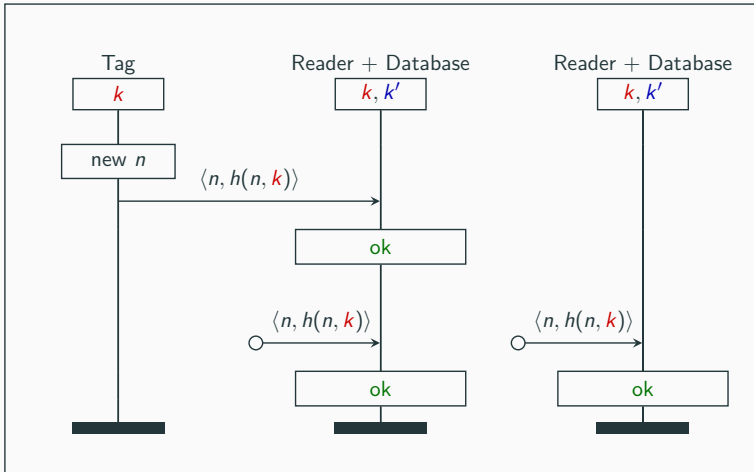 Tag Reader + Database Reader + Database
k k, k′ k, k′
new n
⟨n, h(n, k)⟩
ok
⟨n, h(n, k)⟩ ⟨n, h(n, k)⟩
ok ok